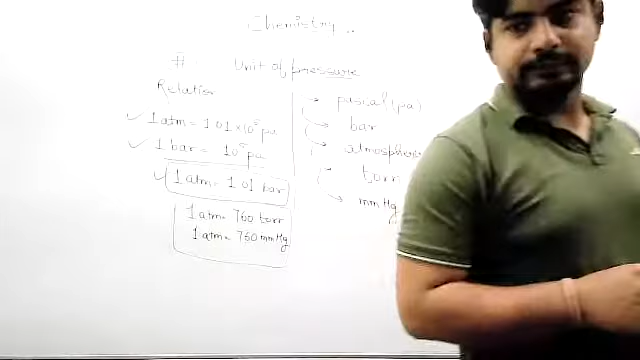 Chemistry ..
# Unit of pressure
Relation
✓ 1 atm = 1.01×10⁵ pa
✓ 1 bar = 10⁵ pa
✓ 1 atm = 1.01 bar
1 atm = 760 torr
1 atm = 760 mmHg
→ pascal (pa)
→ bar
→ atmospheric
→ torr
→ mmHg